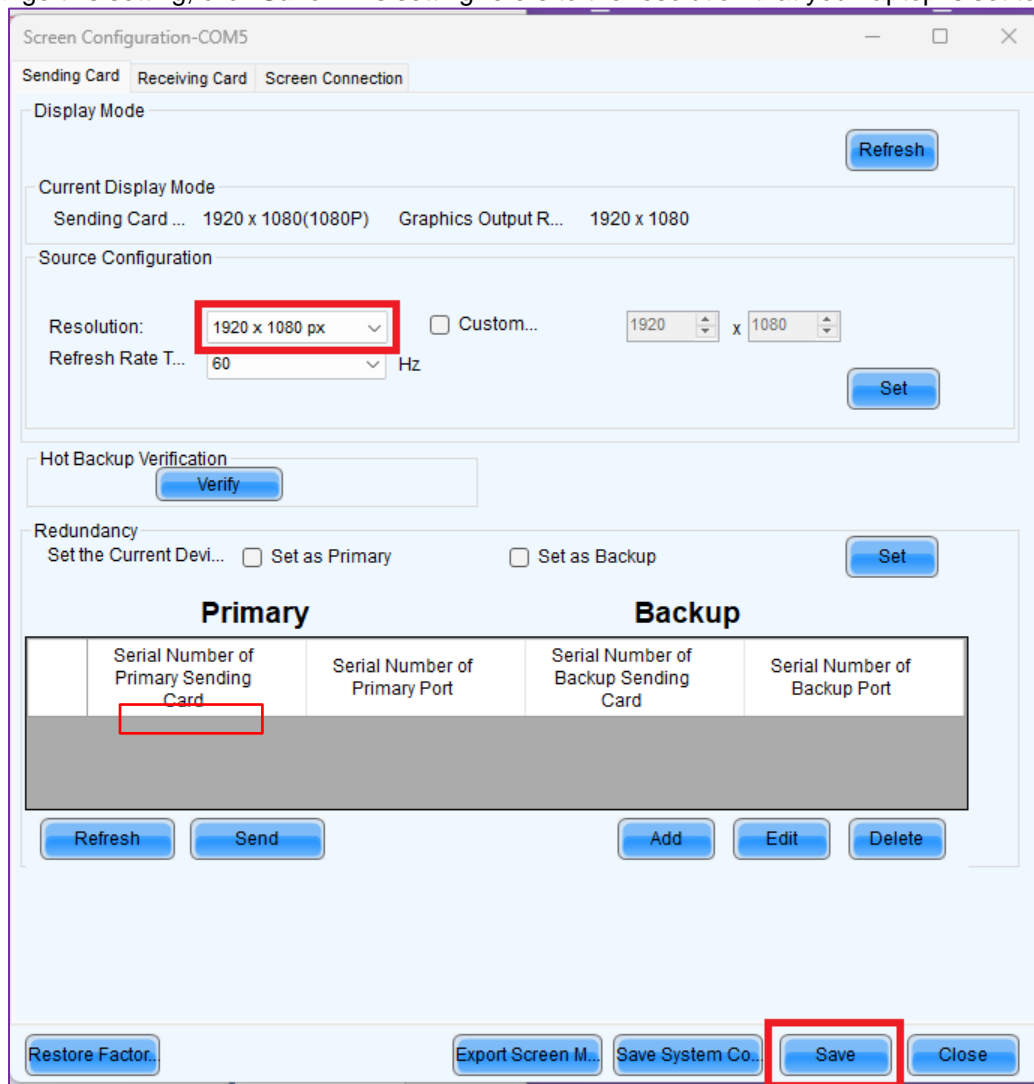 Screen Configuration-COM5
Sending Card Receiving Card Screen Connection
Display Mode
Refresh
Current Display Mode
Sending Card ... 1920 x 1080(1080P) Graphics Output R... 1920 x 1080
Source Configuration
Resolution: 1920 x 1080 px Custom... 1920 x 1080
Refresh Rate T... 60 Hz
Set
Hot Backup Verification
Verify
Redundancy
Set the Current Devi... Set as Primary Set as Backup Set
Primary Backup
Serial Number of Primary Sending Card
Serial Number of Primary Port
Serial Number of Backup Sending Card
Serial Number of Backup Port
Refresh Send Add Edit Delete
Restore Factor... Export Screen M... Save System Co... Save Close